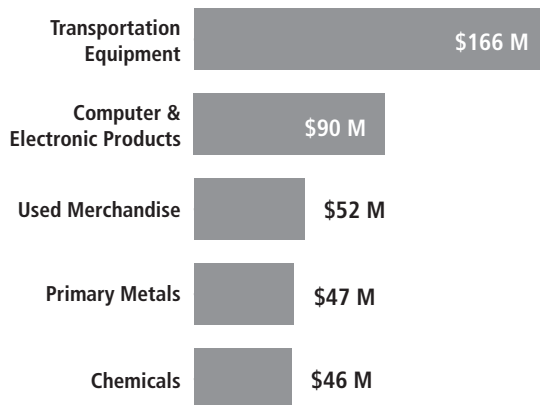 Transportation
Equipment
$166 M
Computer &
Electronic Products
$90 M
Used Merchandise
$52 M
Primary Metals
$47 M
Chemicals
$46 M